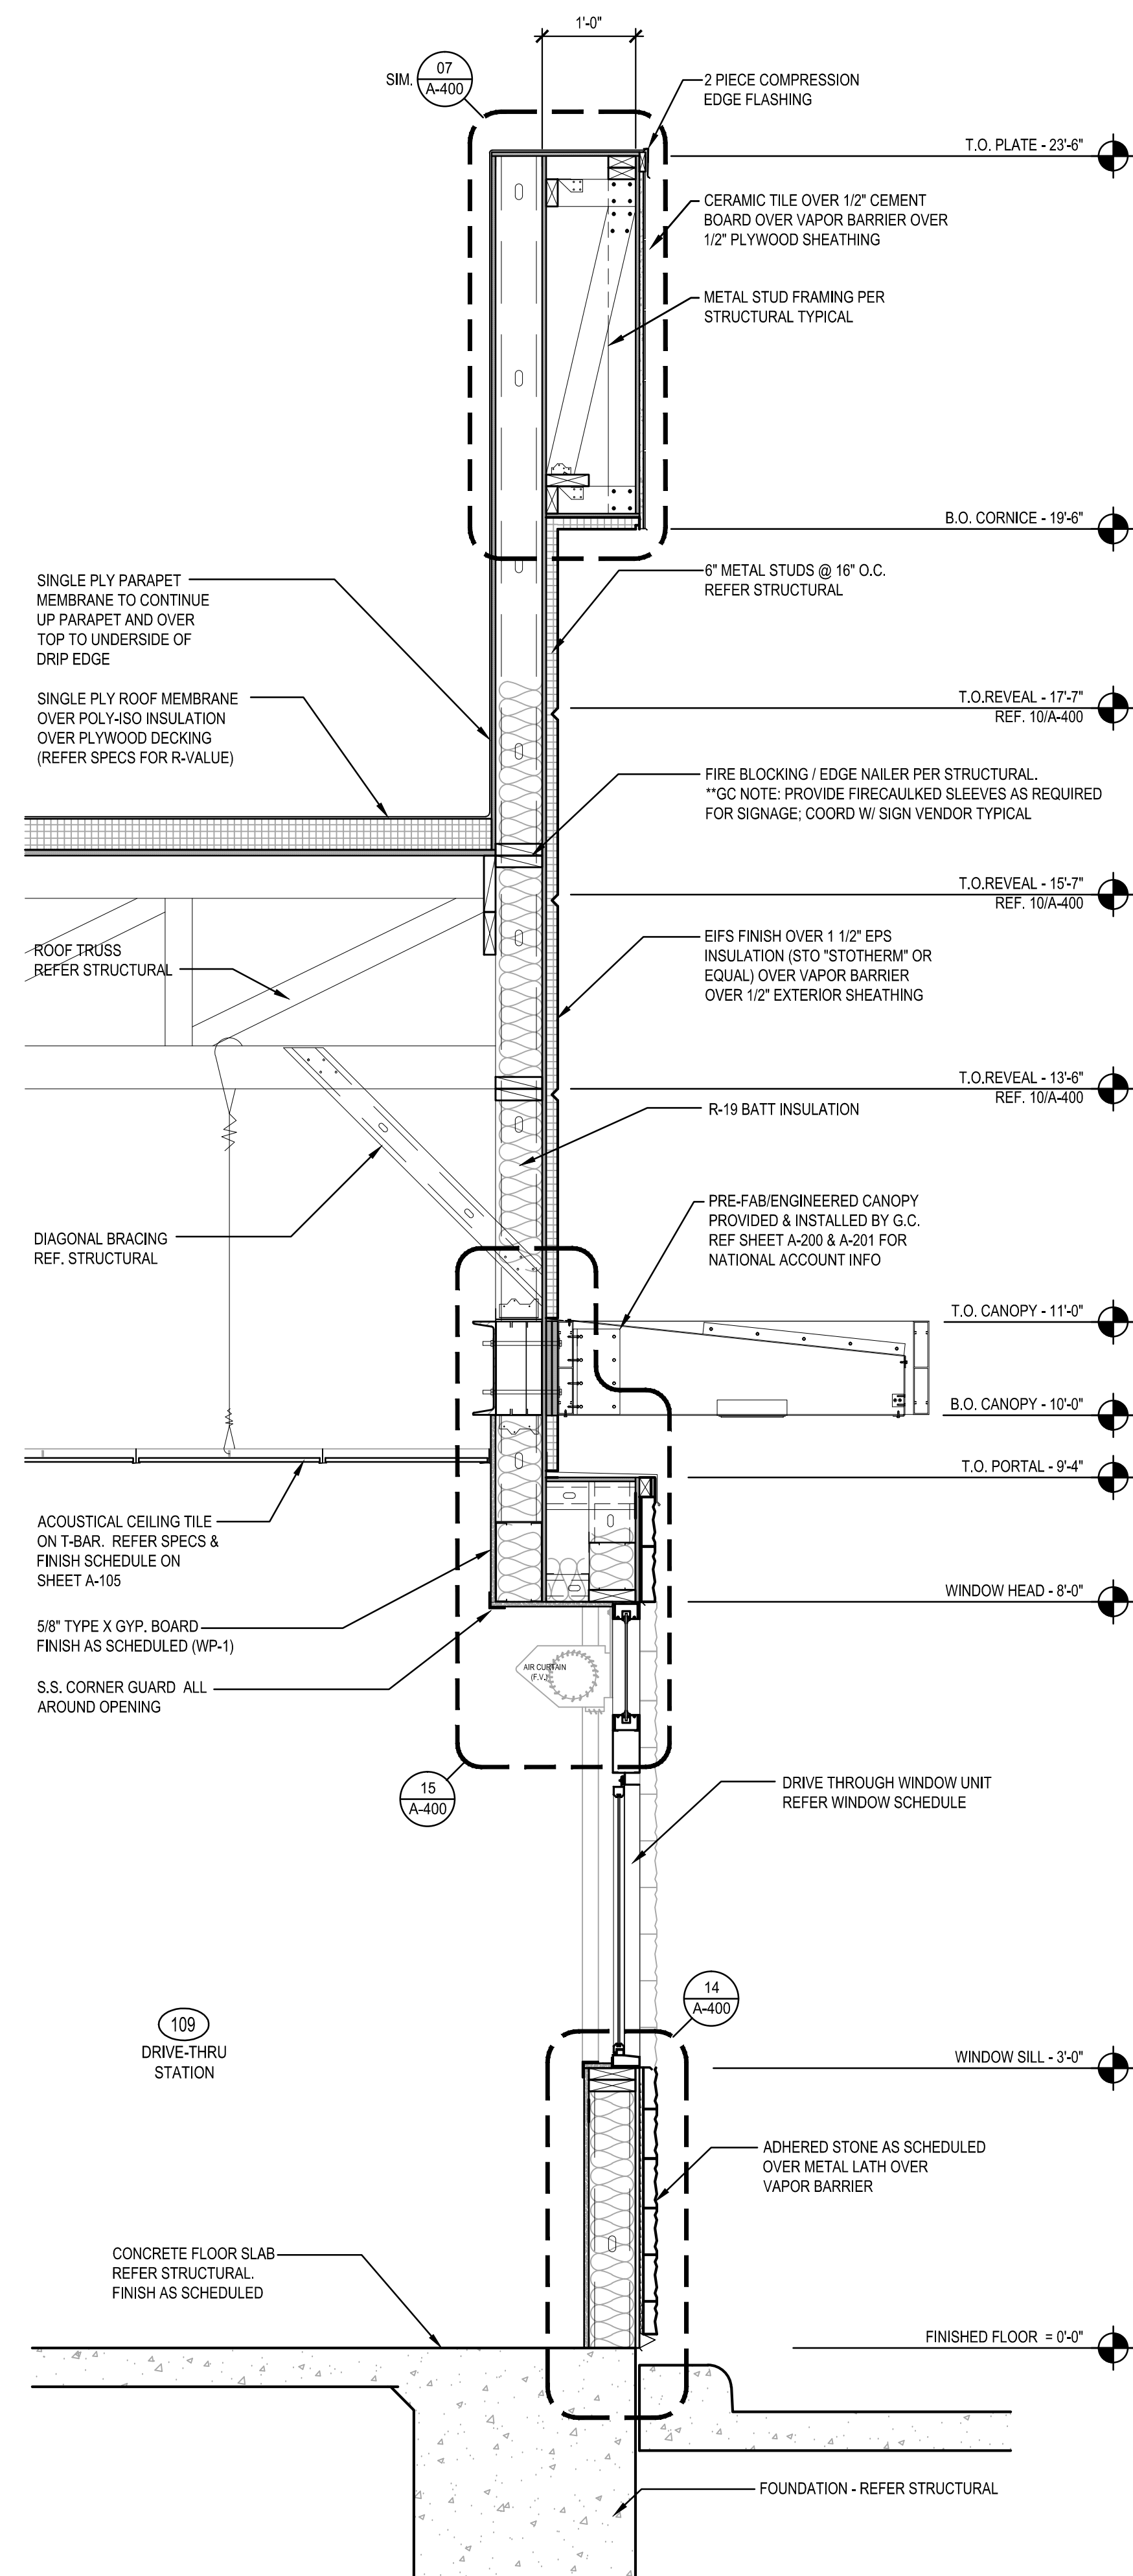 1'-0"
SIM.
07
A-400
2 PIECE COMPRESSION
EDGE FLASHING
T.O. PLATE - 23'-6"
CERAMIC TILE OVER 1/2" CEMENT
BOARD OVER VAPOR BARRIER OVER
1/2" PLYWOOD SHEATHING
METAL STUD FRAMING PER
STRUCTURAL TYPICAL
B.O. CORNICE - 19'-6"
6" METAL STUDS @ 16" O.C.
REFER STRUCTURAL
SINGLE PLY PARAPET
MEMBRANE TO CONTINUE
UP PARAPET AND OVER
TOP TO UNDERSIDE OF
DRIP EDGE
SINGLE PLY ROOF MEMBRANE
OVER POLY-ISO INSULATION
OVER PLYWOOD DECKING
(REFER SPECS FOR R-VALUE)
T.O.REVEAL - 17'-7"
REF. 10/A-400
FIRE BLOCKING / EDGE NAILER PER STRUCTURAL.
**GC NOTE: PROVIDE FIRECAULKED SLEEVES AS REQUIRED
FOR SIGNAGE; COORD W/ SIGN VENDOR TYPICAL
T.O.REVEAL - 15'-7"
REF. 10/A-400
ROOF TRUSS
REFER STRUCTURAL
EIFS FINISH OVER 1 1/2" EPS
INSULATION (STO "STOTHERM" OR
EQUAL) OVER VAPOR BARRIER
OVER 1/2" EXTERIOR SHEATHING
T.O.REVEAL - 13'-6"
REF. 10/A-400
R-19 BATT INSULATION
DIAGONAL BRACING
REF. STRUCTURAL
PRE-FAB/ENGINEERED CANOPY
PROVIDED & INSTALLED BY G.C.
REF SHEET A-200 & A-201 FOR
NATIONAL ACCOUNT INFO
T.O. CANOPY - 11'-0"
B.O. CANOPY - 10'-0"
T.O. PORTAL - 9'-4"
ACOUSTICAL CEILING TILE
ON T-BAR.  REFER SPECS &
FINISH SCHEDULE ON
SHEET A-105
WINDOW HEAD - 8'-0"
5/8" TYPE X GYP. BOARD
FINISH AS SCHEDULED (WP-1)
AIR CURTAIN
(F.V.)
S.S. CORNER GUARD  ALL
AROUND OPENING
15
A-400
DRIVE THROUGH WINDOW UNIT
REFER WINDOW SCHEDULE
14
A-400
109
DRIVE-THRU
STATION
WINDOW SILL - 3'-0"
ADHERED STONE AS SCHEDULED
OVER METAL LATH OVER
VAPOR BARRIER
CONCRETE FLOOR SLAB
REFER STRUCTURAL.
FINISH AS SCHEDULED
FINISHED FLOOR  = 0'-0"
FOUNDATION - REFER STRUCTURAL